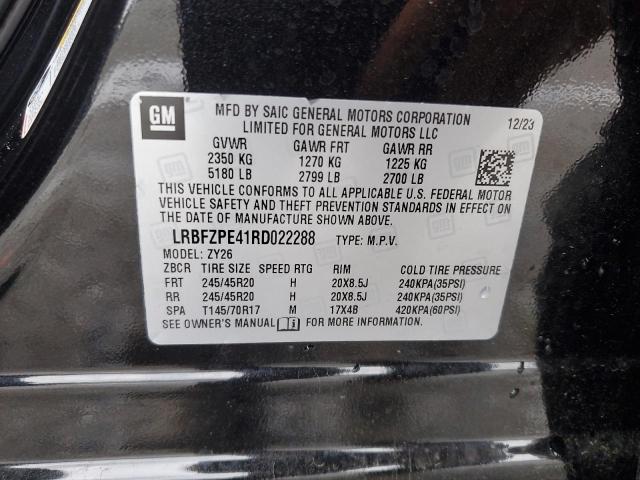 GM
MFD BY SAIC GENERAL MOTORS CORPORATION
LIMITED FOR GENERAL MOTORS LLC
12/23
GVWR GAWR FRT GAWR RR
2350 KG 1270 KG 1225 KG
5180 LB 2799 LB 2700 LB
THIS VEHICLE CONFORMS TO ALL APPLICABLE U.S. FEDERAL MOTOR
VEHICLE SAFETY AND THEFT PREVENTION STANDARDS IN EFFECT ON
THE DATE OF MANUFACTURE SHOWN ABOVE.
LRBFZPE41RD022288 TYPE: M.P.V.
MODEL: ZY26
ZBCR TIRE SIZE SPEED RTG RIM COLD TIRE PRESSURE
FRT 245/45R20 H 20X8.5J 240KPA(35PSI)
RR 245/45R20 H 20X8.5J 240KPA(35PSI)
SPA T145/70R17 M 17X4B 420KPA(60PSI)
SEE OWNER'S MANUAL FOR MORE INFORMATION.